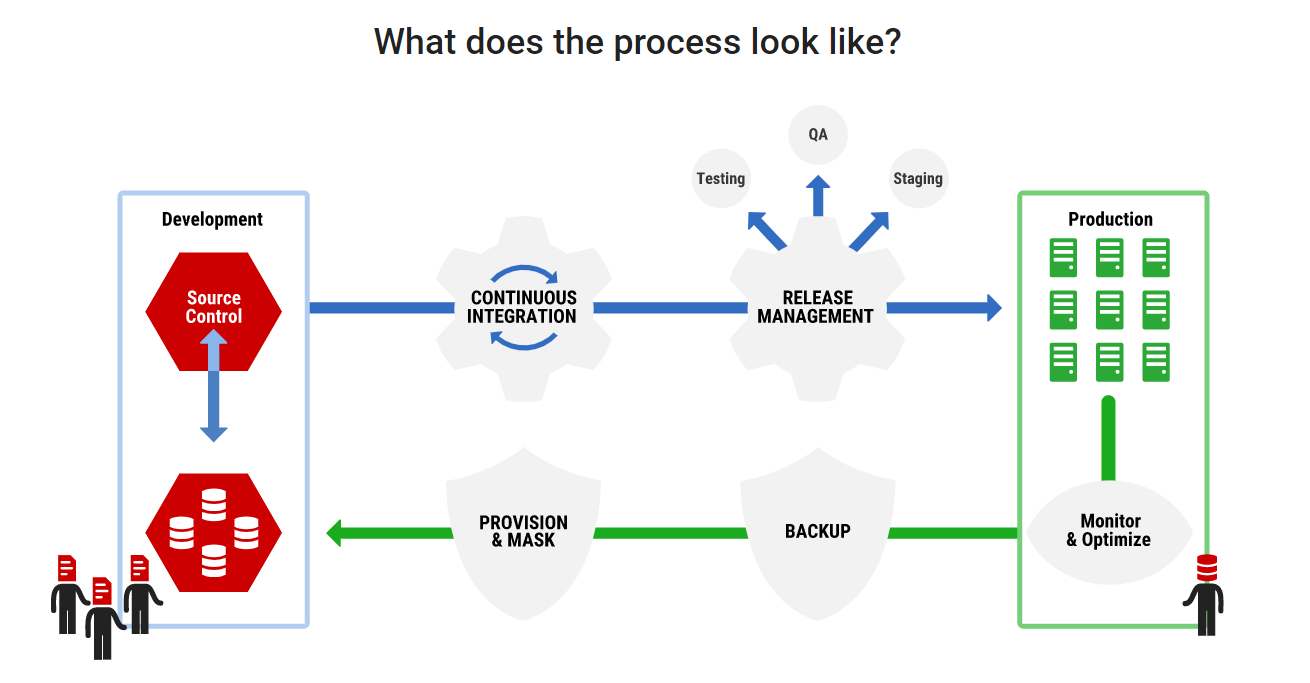 What does the process look like?
QA
Testing
Staging
Development
Production
Source
Control
CONTINUOUS
INTEGRATION
RELEASE
MANAGEMENT
PROVISION
& MASK
BACKUP
Monitor
& Optimize